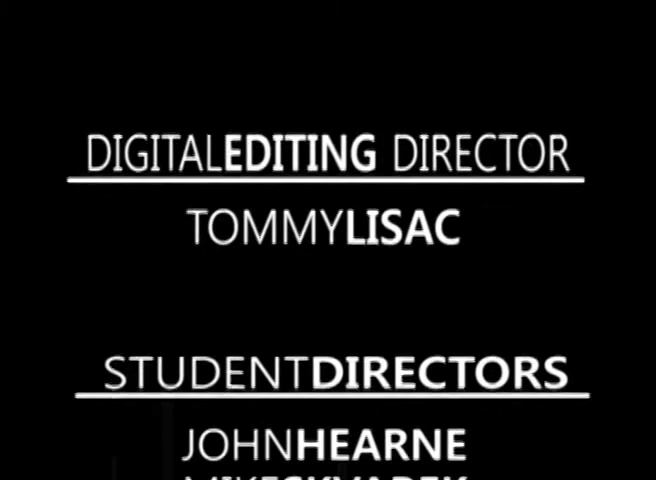 DIGITALEDITING DIRECTOR
TOMMYLISAC
STUDENTDIRECTORS
JOHNHEARNE